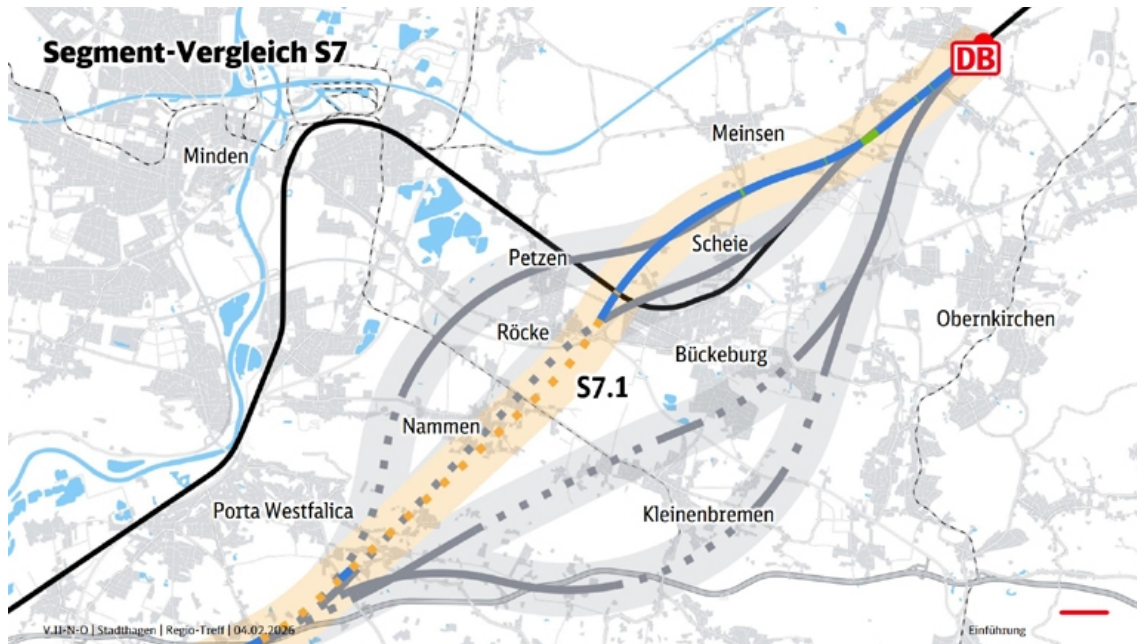 Segment-Vergleich S7
DB
Meinsen
Minden
Scheie
Petzen
Obernkirchen
Röcke
Bückeburg
S7.1
Nammen
Porta Westfalica
Kleinenbremen
V.II-N-O | Stadthagen | Regio-Treff | 04.02.2026
Einführung